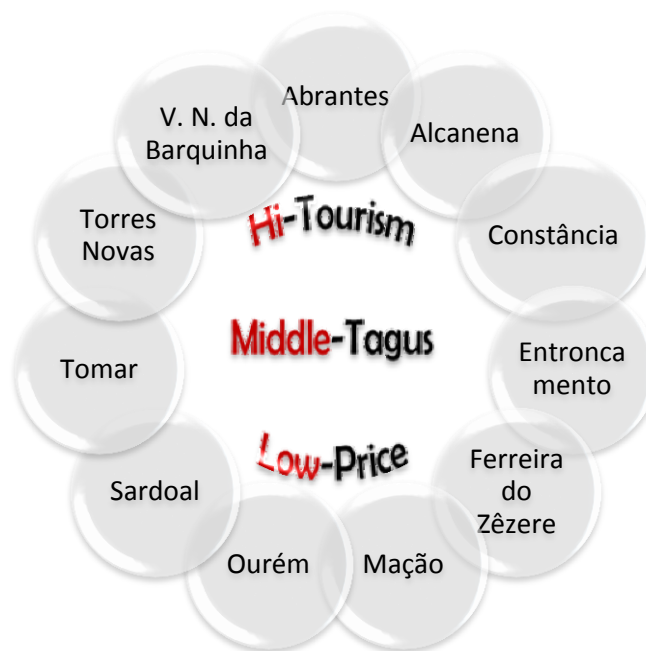 Abrantes
Alcanena
Constância
Entronca
mento
Ferreira
do
Zêzere
Mação
Ourém
Sardoal
Tomar
Torres
Novas
V. N. da
Barquinha
Hi-Tourism
Middle-Tagus
Low-Price